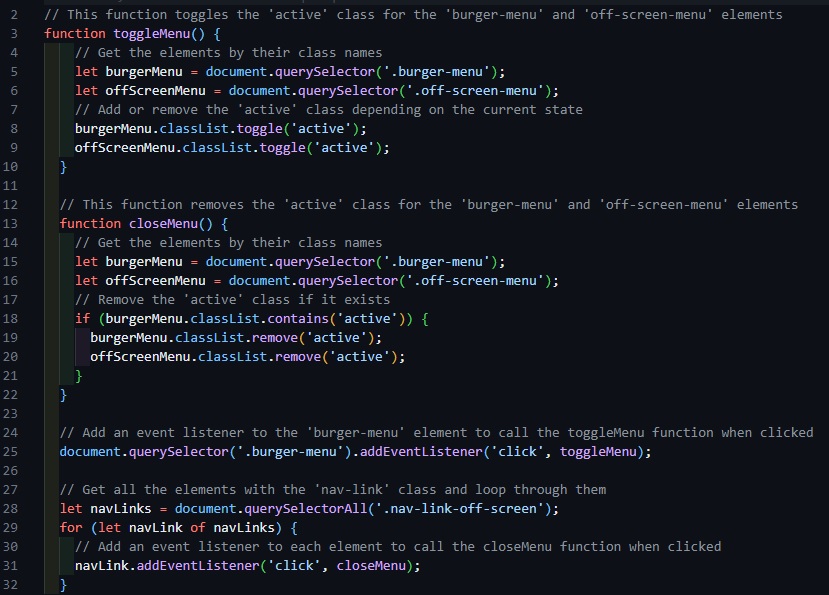 2 // This function toggles the 'active' class for the 'burger-menu' and 'off-screen-menu' elements
3 function toggleMenu() {
4 // Get the elements by their class names
5 let burgerMenu = document.querySelector('.burger-menu');
6 let offScreenMenu = document.querySelector('.off-screen-menu');
7 // Add or remove the 'active' class depending on the current state
8 burgerMenu.classList.toggle('active');
9 offScreenMenu.classList.toggle('active');
10 }
11
12 // This function removes the 'active' class for the 'burger-menu' and 'off-screen-menu' elements
13 function closeMenu() {
14 // Get the elements by their class names
15 let burgerMenu = document.querySelector('.burger-menu');
16 let offScreenMenu = document.querySelector('.off-screen-menu');
17 // Remove the 'active' class if it exists
18 if (burgerMenu.classList.contains('active')) {
19 burgerMenu.classList.remove('active');
20 offScreenMenu.classList.remove('active');
21 }
22 }
23
24 // Add an event listener to the 'burger-menu' element to call the toggleMenu function when clicked
25 document.querySelector('.burger-menu').addEventListener('click', toggleMenu);
26
27 // Get all the elements with the 'nav-link' class and loop through them
28 let navLinks = document.querySelectorAll('.nav-link-off-screen');
29 for (let navLink of navLinks) {
30 // Add an event listener to each element to call the closeMenu function when clicked
31 navLink.addEventListener('click', closeMenu);
32 }